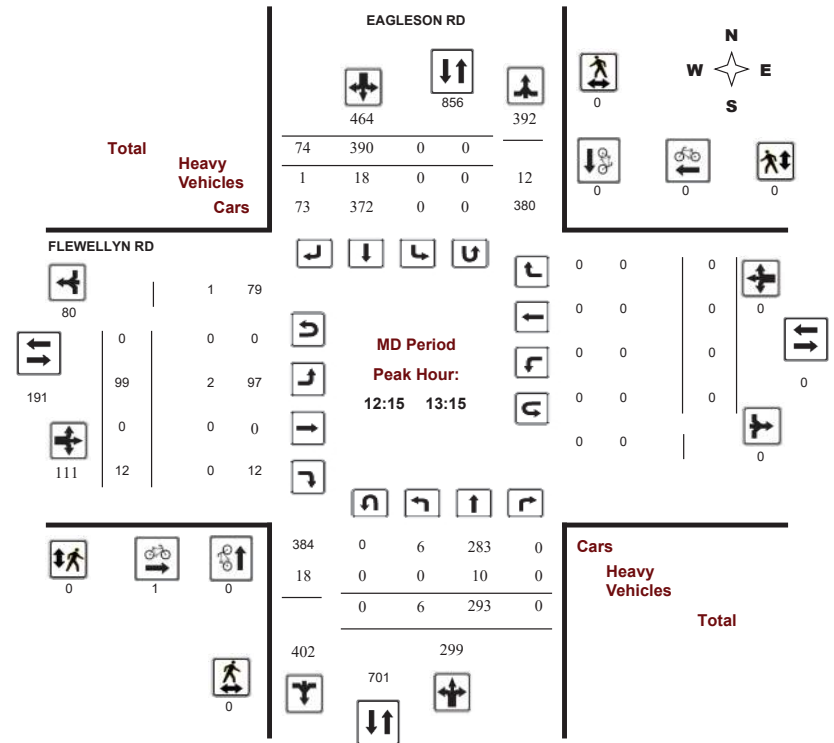 EAGLESON RD
N
W E
S
856
0
464 392
Total 74 390 0 0
Heavy
Vehicles 1 18 0 0 12
Cars 73 372 0 0 380
0 0 0
FLEWELLYN RD
80 1 79
0 0 0
191
99 2 97
0 0 0
111 12 0 12
MD Period
Peak Hour:
12:15 13:15
0 0 0
0 0 0 0
0 0 0
0
0 0 0
0 0 0
384 0 6 283 0
18 0 0 10 0
0 6 293 0
402 299
701
0 1 0
0
Cars
Heavy
Vehicles
Total